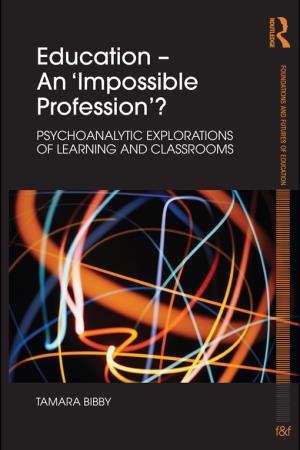 Education –
An ‘Impossible
Profession’?
PSYCHOANALYTIC EXPLORATIONS
OF LEARNING AND CLASSROOMS
TAMARA BIBBY
ROUTLEDGE
FOUNDATIONS AND FUTURES OF EDUCATION
f&f